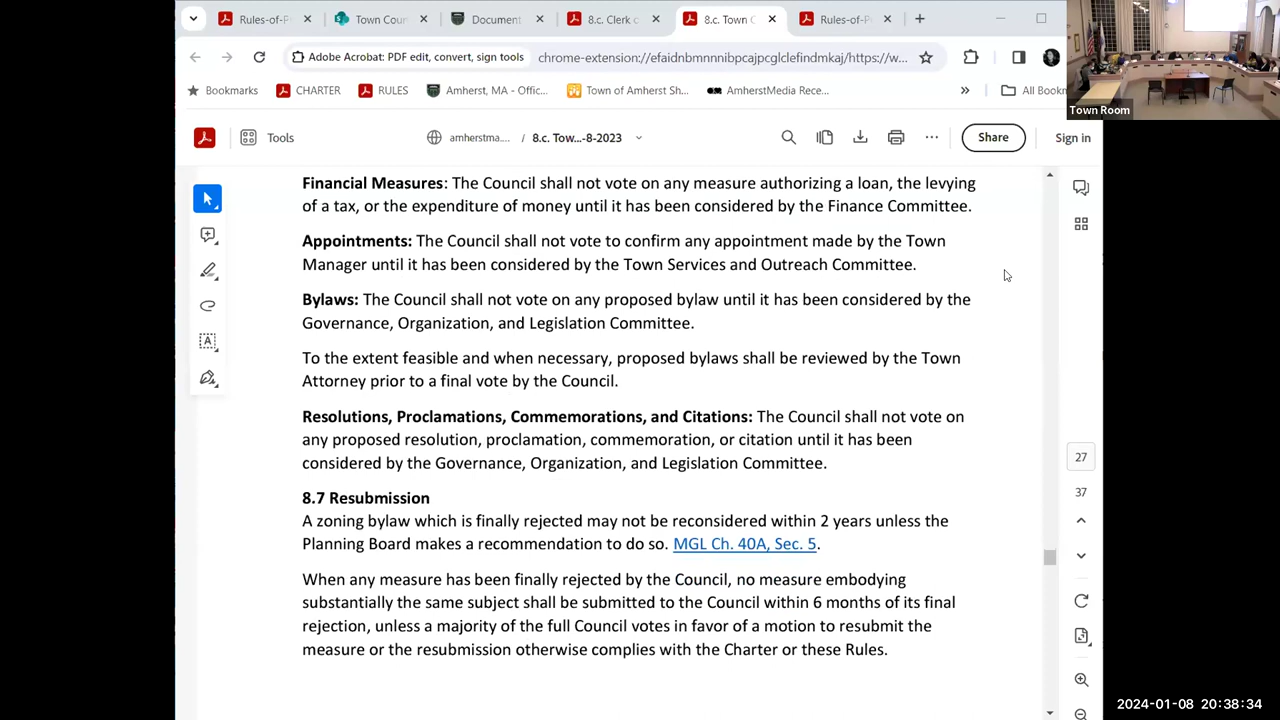 Rules-of-P
Town Cour
Document
8.c. Clerk o
8.c. Town C
Rules-of-P
Adobe Acrobat: PDF edit, convert, sign tools
chrome-extension://efaidnbmnnnibpcajpcglclefindmkaj/https://w...
Bookmarks
CHARTER
RULES
Amherst, MA - Offic...
Town of Amherst Sh...
AmherstMedia Rece...
»
All Bookm
Town Room
Tools
amherstma....
/ 8.c. Tow...-8-2023
Share
Sign in
Financial Measures: The Council shall not vote on any measure authorizing a loan, the levying
of a tax, or the expenditure of money until it has been considered by the Finance Committee.
Appointments: The Council shall not vote to confirm any appointment made by the Town
Manager until it has been considered by the Town Services and Outreach Committee.
Bylaws: The Council shall not vote on any proposed bylaw until it has been considered by the
Governance, Organization, and Legislation Committee.
To the extent feasible and when necessary, proposed bylaws shall be reviewed by the Town
Attorney prior to a final vote by the Council.
Resolutions, Proclamations, Commemorations, and Citations: The Council shall not vote on
any proposed resolution, proclamation, commemoration, or citation until it has been
considered by the Governance, Organization, and Legislation Committee.
27
37
8.7 Resubmission
A zoning bylaw which is finally rejected may not be reconsidered within 2 years unless the
Planning Board makes a recommendation to do so. MGL Ch. 40A, Sec. 5.
When any measure has been finally rejected by the Council, no measure embodying
substantially the same subject shall be submitted to the Council within 6 months of its final
rejection, unless a majority of the full Council votes in favor of a motion to resubmit the
measure or the resubmission otherwise complies with the Charter or these Rules.
2024-01-08 20:38:34